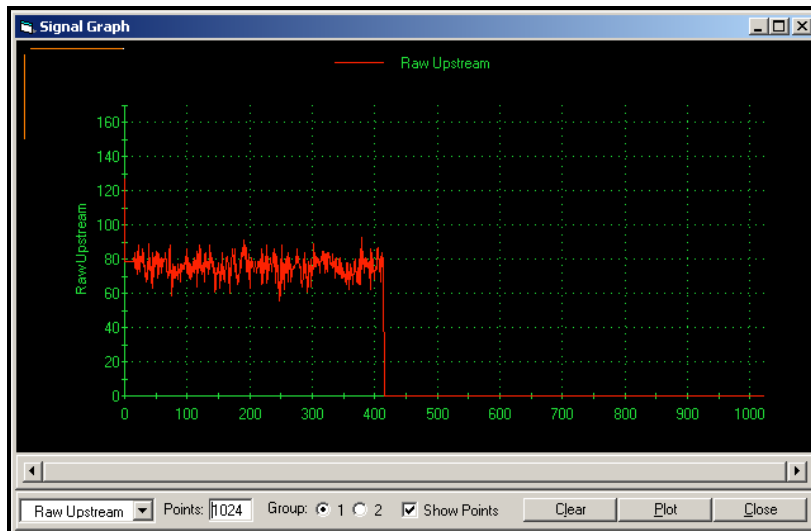 Signal Graph
Raw Upstream
Raw Upstream
160
140
120
100
80
60
40
20
0
0 100 200 300 400 500 600 700 800 900 1000
Raw Upstream Points: 1024 Group: 1 2 Show Points Clear Plot Close